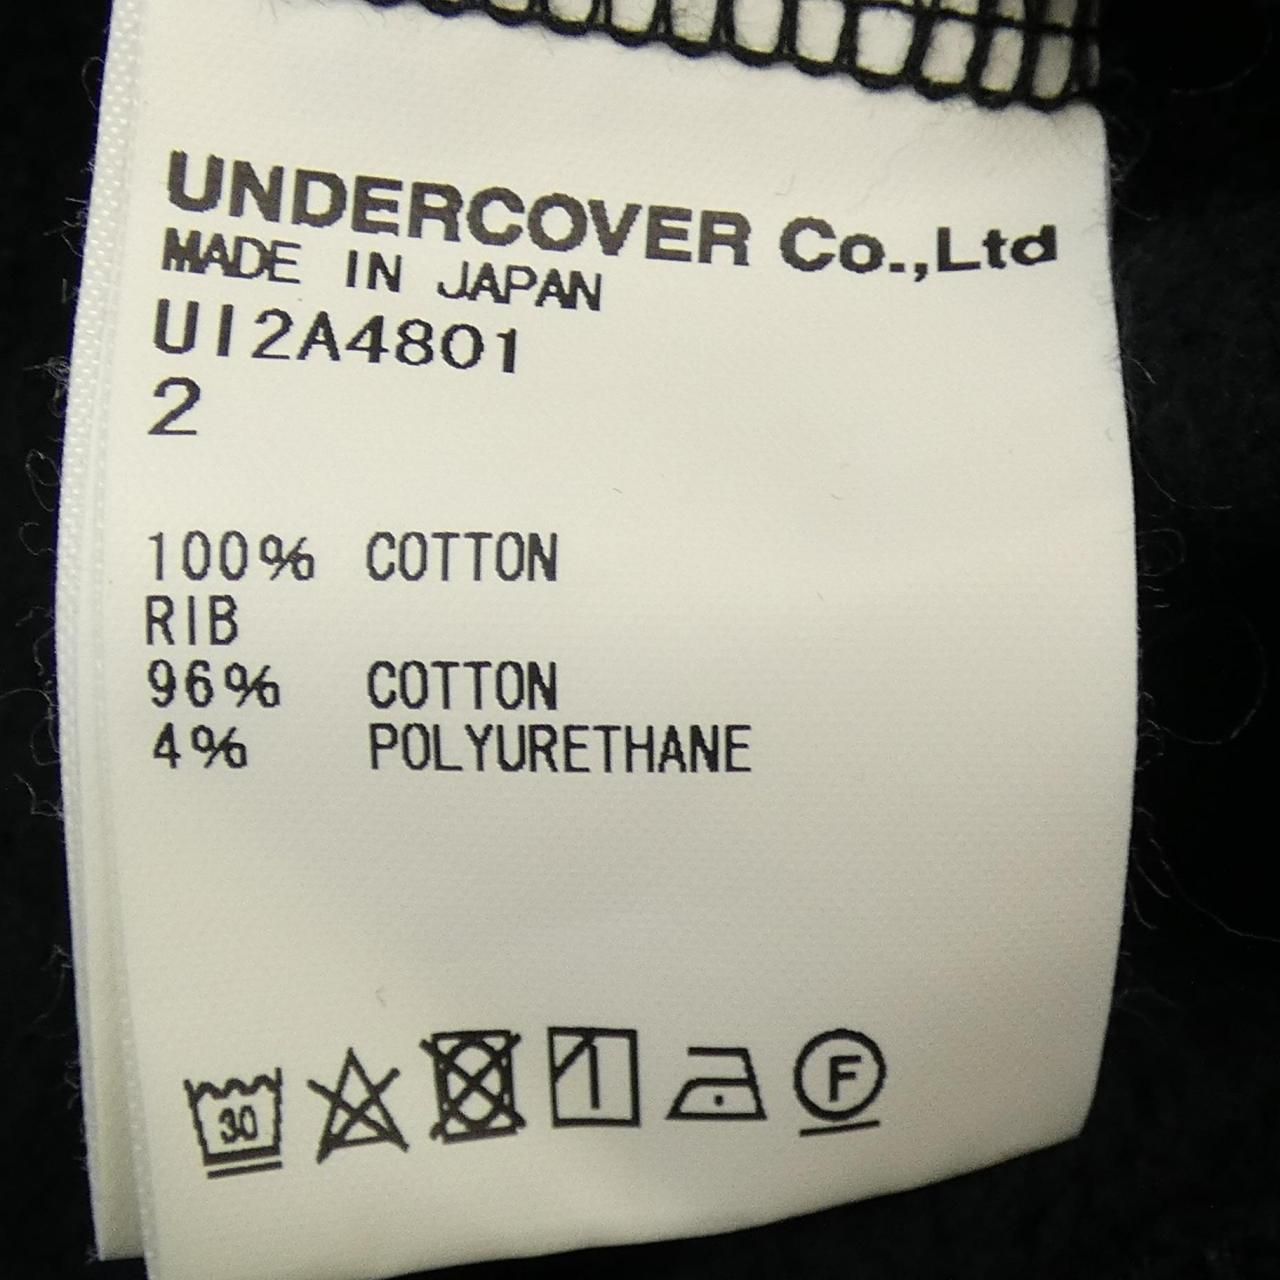 UNDERCOVER Co.,Ltd
MADE IN JAPAN
UI2A4801
2
100% COTTON
RIB
96% COTTON
4% POLYURETHANE
30
F